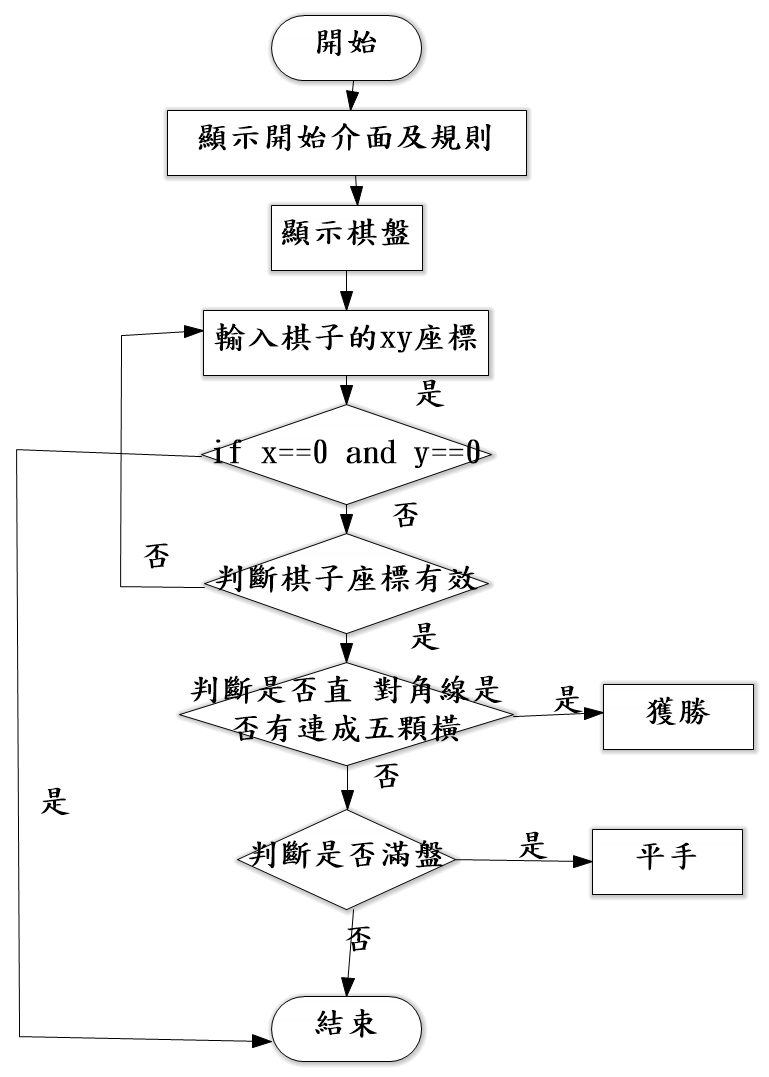 開始
顯示開始介面及規則
顯示棋盤
輸入棋子的xy座標
是
if x==0 and y==0
否
否
判斷棋子座標有效
是
判斷是否直 對角線是
否有連成五顆橫
是
獲勝
否
是
判斷是否滿盤
是
平手
否
結束